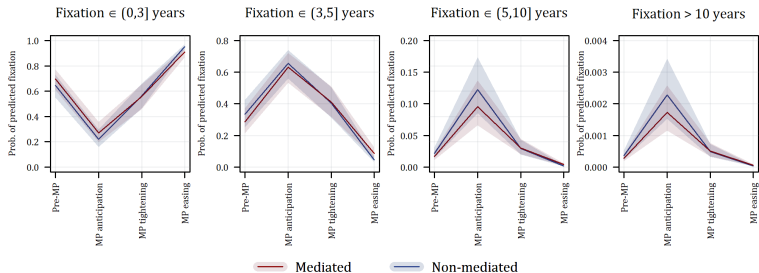 Fixation ∈ (0,3] years
Prob. of predicted fixation
1.0
0.8
0.6
0.4
0.2
0.0
Pre-MP
MP anticipation
MP tightening
MP easing
Fixation ∈ (3,5] years
Prob. of predicted fixation
0.8
0.6
0.4
0.2
0.0
Pre-MP
MP anticipation
MP tightening
MP easing
Fixation ∈ (5,10] years
Prob. of predicted fixation
0.20
0.15
0.10
0.05
0.00
Pre-MP
MP anticipation
MP tightening
MP easing
Fixation > 10 years
Prob. of predicted fixation
0.004
0.003
0.002
0.001
0.000
Pre-MP
MP anticipation
MP tightening
MP easing
Mediated
Non-mediated